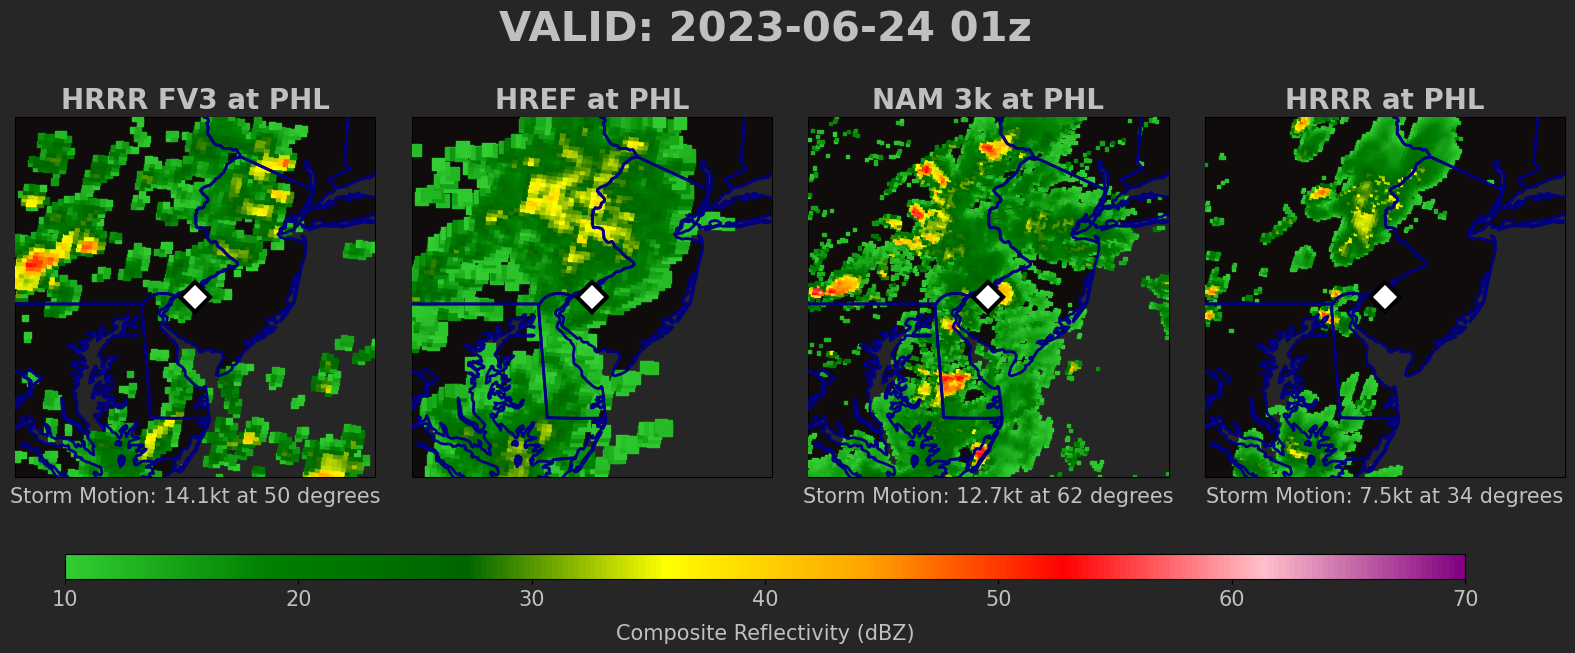 VALID: 2023-06-24 01z
HRRR FV3 at PHL
HREF at PHL
NAM 3k at PHL
HRRR at PHL
Storm Motion: 14.1kt at 50 degrees
Storm Motion: 12.7kt at 62 degrees
Storm Motion: 7.5kt at 34 degrees
10 20 30 40 50 60 70
Composite Reflectivity (dBZ)